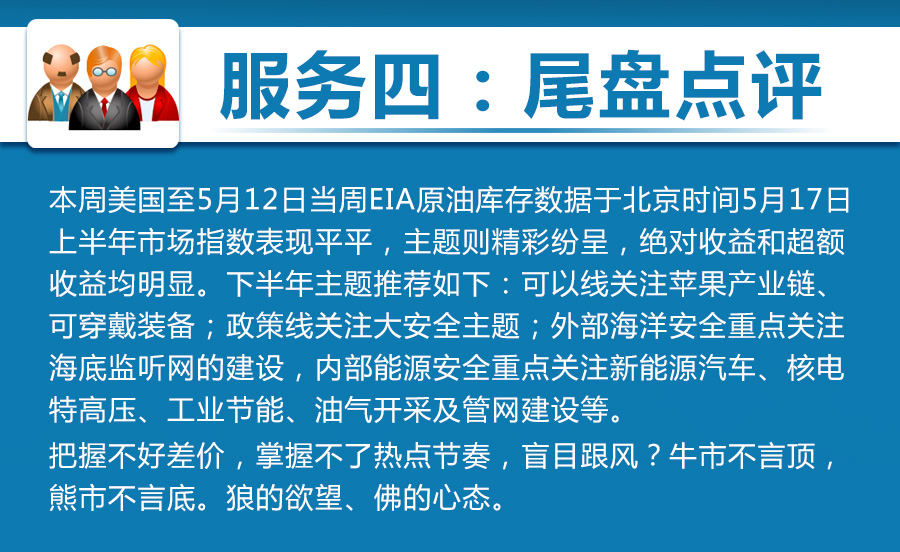 服务四：尾盘点评
本周美国至5月12日当周EIA原油库存数据于北京时间5月17日
上半年市场指数表现平平，主题则精彩纷呈，绝对收益和超额
收益均明显。下半年主题推荐如下：可以线关注苹果产业链、
可穿戴装备；政策线关注大安全主题；外部海洋安全重点关注
海底监听网的建设，内部能源安全重点关注新能源汽车、核电
特高压、工业节能、油气开采及管网建设等。
把握不好差价，掌握不了热点节奏，盲目跟风？牛市不言顶，
熊市不言底。狼的欲望、佛的心态。